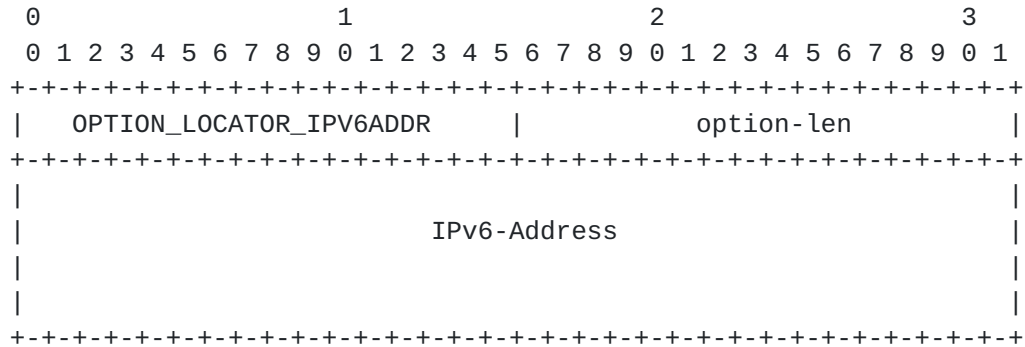 0                   1                   2                   3
0 1 2 3 4 5 6 7 8 9 0 1 2 3 4 5 6 7 8 9 0 1 2 3 4 5 6 7 8 9 0 1
+-+-+-+-+-+-+-+-+-+-+-+-+-+-+-+-+-+-+-+-+-+-+-+-+-+-+-+-+-+-+-+-+
|   OPTION_LOCATOR_IPV6ADDR     |           option-len          |
+-+-+-+-+-+-+-+-+-+-+-+-+-+-+-+-+-+-+-+-+-+-+-+-+-+-+-+-+-+-+-+-+
|                                                               |
|                          IPv6-Address                         |
|                                                               |
|                                                               |
+-+-+-+-+-+-+-+-+-+-+-+-+-+-+-+-+-+-+-+-+-+-+-+-+-+-+-+-+-+-+-+-+